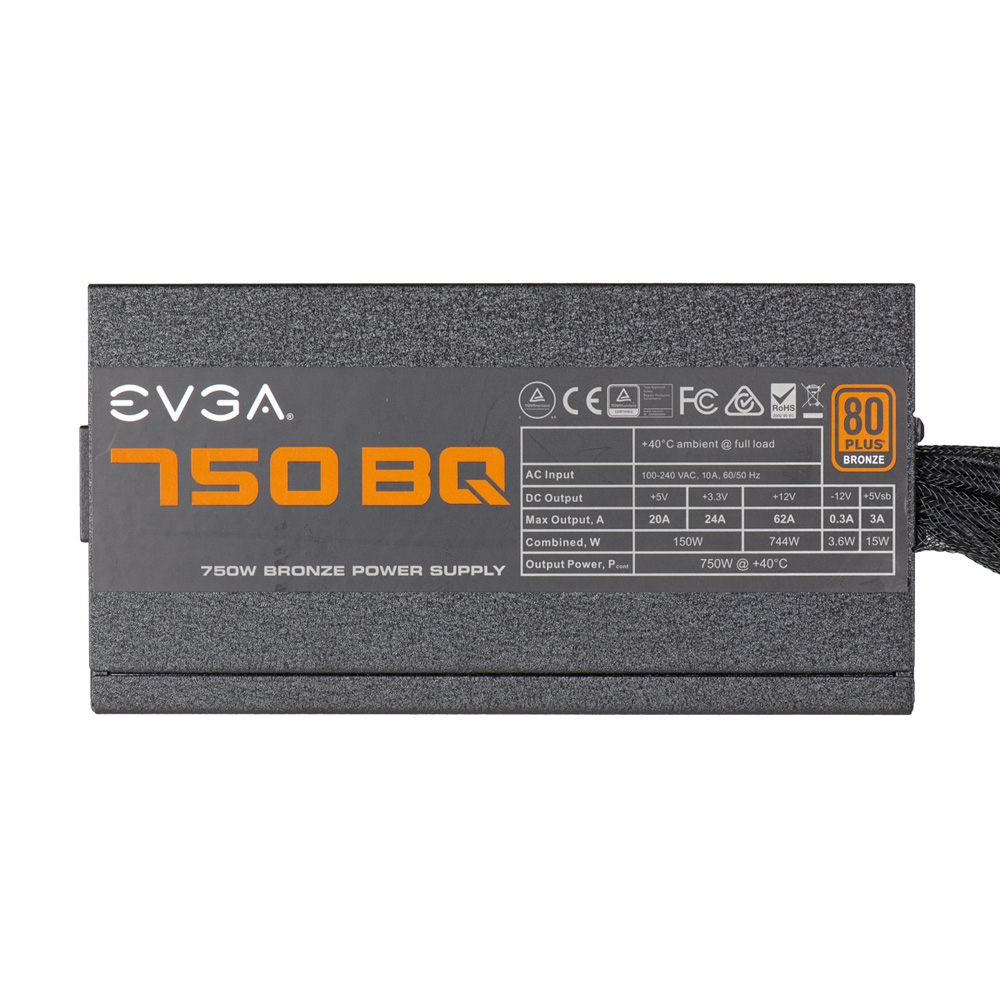 EVGA®
750 BQ
750W BRONZE POWER SUPPLY
CE FC RoHS
80
PLUS®
BRONZE
+40°C ambient @ full load
AC Input 100-240 VAC, 10A, 60/50 Hz
DC Output +5V +3.3V +12V -12V +5Vsb
Max Output, A 20A 24A 62A 0.3A 3A
Combined, W 150W 744W 3.6W 15W
Output Power, Pcont 750W @ +40°C